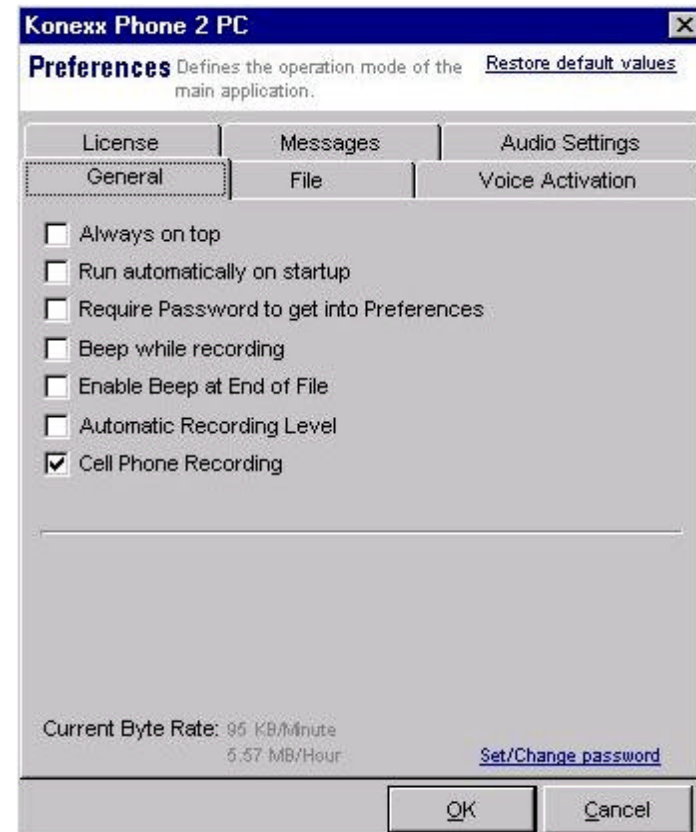 Konexx Phone 2 PC
Preferences Defines the operation mode of the main application.
Restore default values
License Messages Audio Settings
General File Voice Activation
Always on top
Run automatically on startup
Require Password to get into Preferences
Beep while recording
Enable Beep at End of File
Automatic Recording Level
Cell Phone Recording
Current Byte Rate: 95 KB/Minute
5.57 MB/Hour
Set/Change password
OK Cancel